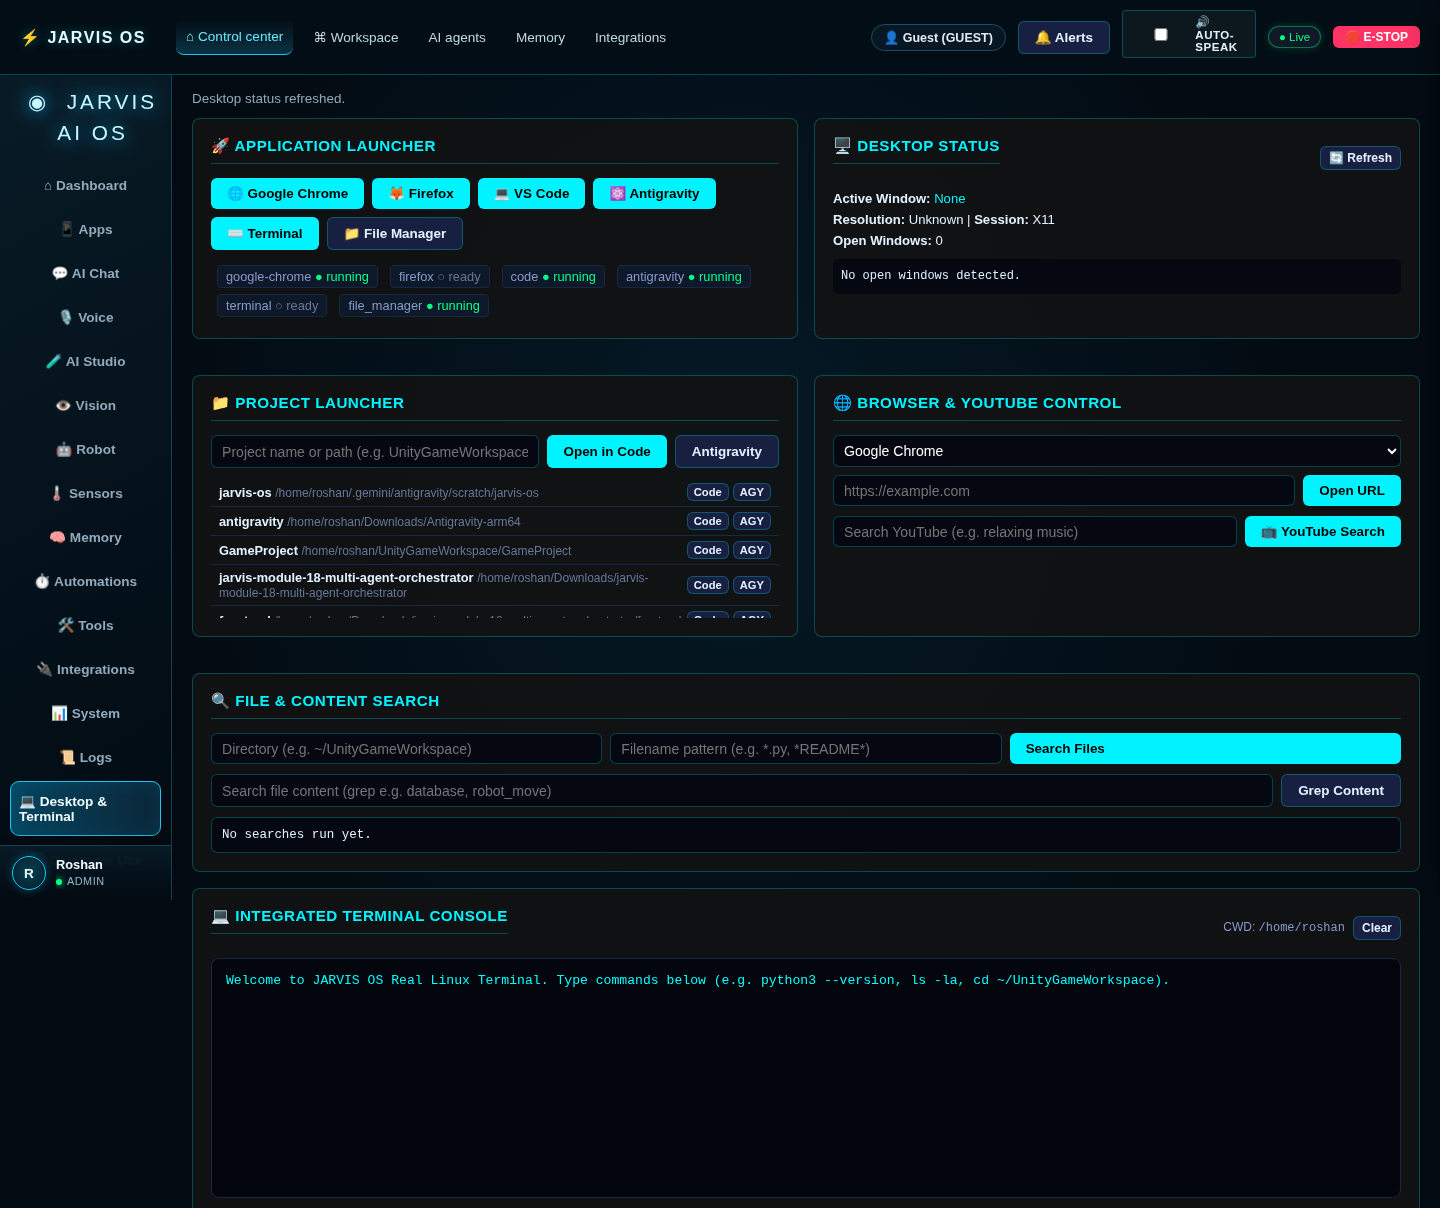 ⚡ JARVIS OS
⌂ Control center
⌘ Workspace
AI agents
Memory
Integrations
👤 Guest (GUEST)
🔔 Alerts
🔊 AUTO-SPEAK
● Live
🛑 E-STOP
◉ JARVIS
AI OS
⌂ Dashboard
📱 Apps
💬 AI Chat
🎙️ Voice
🧪 AI Studio
👁️ Vision
🤖 Robot
🌡️ Sensors
🧠 Memory
⏱️ Automations
🛠️ Tools
🔌 Integrations
📊 System
📜 Logs
💻 Desktop &
Terminal
Use
R
Roshan
● ADMIN
Desktop status refreshed.
🚀 APPLICATION LAUNCHER
🌐 Google Chrome
🦊 Firefox
💻 VS Code
⚛️ Antigravity
⌨️ Terminal
📁 File Manager
google-chrome ● running
firefox ○ ready
code ● running
antigravity ● running
terminal ○ ready
file_manager ● running
🖥️ DESKTOP STATUS
🔄 Refresh
Active Window: None
Resolution: Unknown | Session: X11
Open Windows: 0
No open windows detected.
📁 PROJECT LAUNCHER
Project name or path (e.g. UnityGameWorkspace
Open in Code
Antigravity
jarvis-os /home/roshan/.gemini/antigravity/scratch/jarvis-os
Code AGY
antigravity /home/roshan/Downloads/Antigravity-arm64
Code AGY
GameProject /home/roshan/UnityGameWorkspace/GameProject
Code AGY
jarvis-module-18-multi-agent-orchestrator /home/roshan/Downloads/jarvis-
module-18-multi-agent-orchestrator
Code AGY
🌐 BROWSER & YOUTUBE CONTROL
Google Chrome
https://example.com
Open URL
Search YouTube (e.g. relaxing music)
📺 YouTube Search
🔍 FILE & CONTENT SEARCH
Directory (e.g. ~/UnityGameWorkspace)
Filename pattern (e.g. *.py, *README*)
Search Files
Search file content (grep e.g. database, robot_move)
Grep Content
No searches run yet.
💻 INTEGRATED TERMINAL CONSOLE
CWD: /home/roshan
Clear
Welcome to JARVIS OS Real Linux Terminal. Type commands below (e.g. python3 --version, ls -la, cd ~/UnityGameWorkspace).